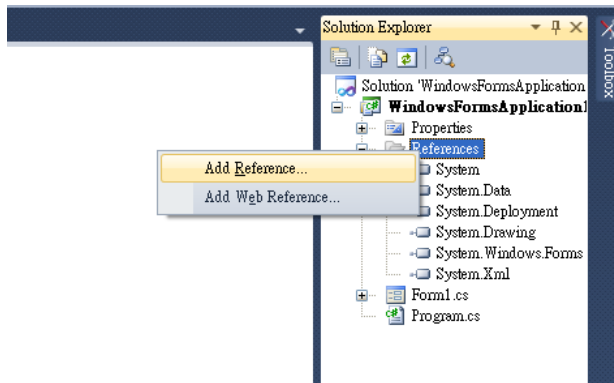 Solution Explorer
Toolbox
Solution 'WindowsFormsApplication
WindowsFormsApplication1
Properties
References
Add Reference...
System
Add Web Reference...
System.Data
System.Deployment
System.Drawing
System.Windows.Forms
System.Xml
Form1.cs
Program.cs